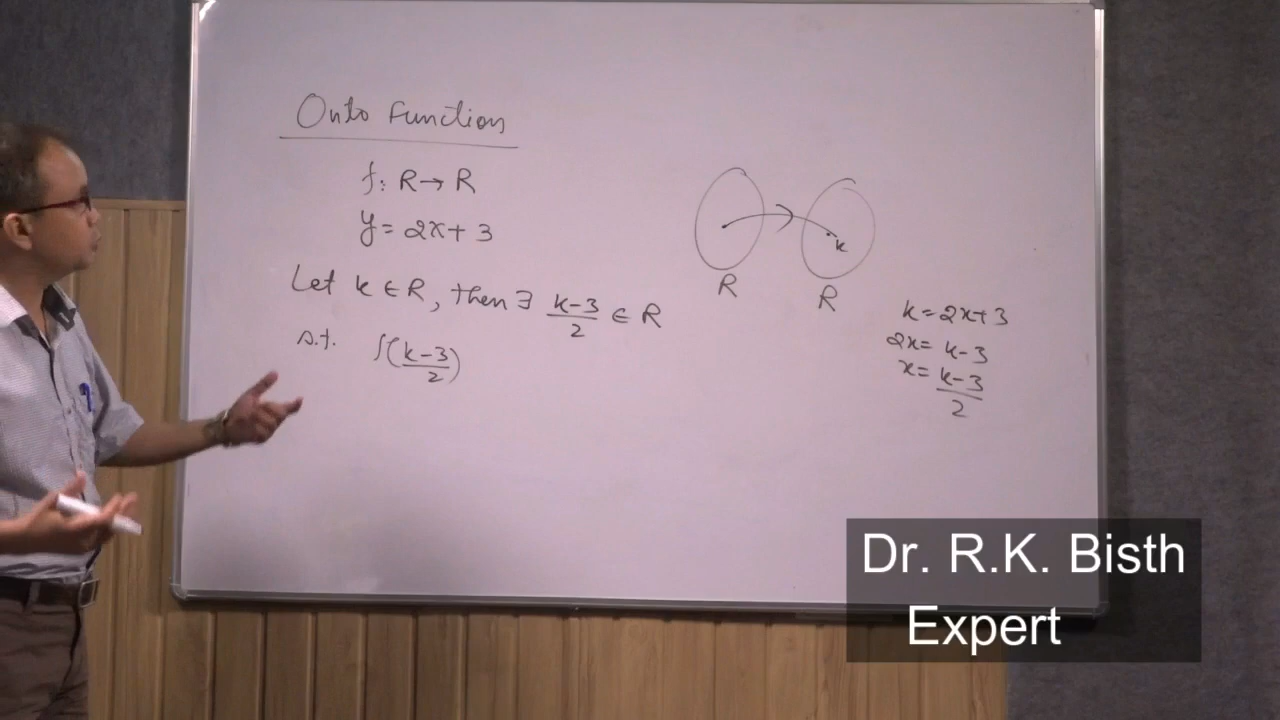 Onto Function
f: R → R
y = 2x + 3
Let k ∈ R, then ∃ (k-3)/2 ∈ R
s.t. f((k-3)/2)
k
R R
k = 2x + 3
2x = k - 3
x = (k-3)/2
Dr. R.K. Bisth
Expert